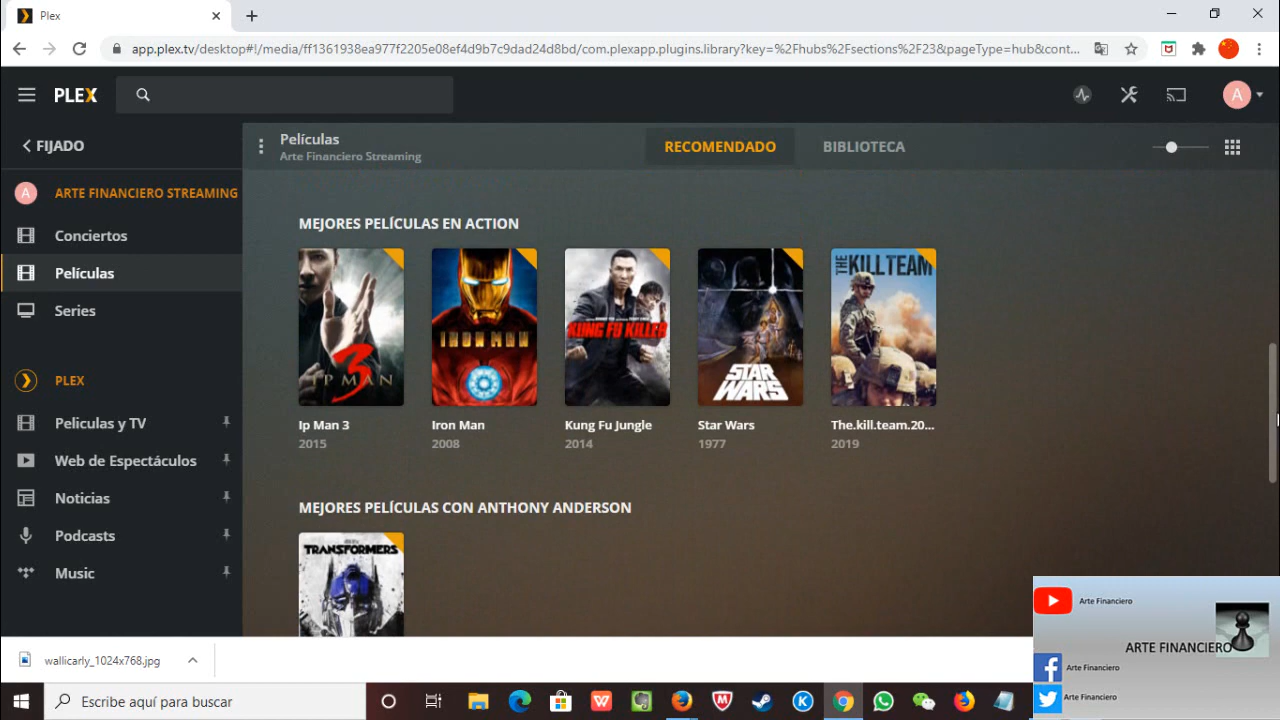 Plex
app.plex.tv/desktop#!/media/ff1361938ea977f2205e08ef4d9b7c9da824d8bd/com.plexapp.plugins.library?key=%2Fhubs%2Fsections%2F23&pageType=hub&cont...
PLEX
A
FIJADO
Películas
Arte Financiero Streaming
RECOMENDADO
BIBLIOTECA
A
ARTE FINANCIERO STREAMING
Conciertos
Películas
Series
PLEX
Peliculas y TV
Web de Espectáculos
Noticias
Podcasts
Music
MEJORES PELÍCULAS EN ACTION
3
IP MAN
IRON MAN
KUNG FU KILLER
STAR WARS
THE KILL TEAM
Ip Man 3
2015
Iron Man
2008
Kung Fu Jungle
2014
Star Wars
1977
The.kill.team.20...
2019
MEJORES PELÍCULAS CON ANTHONY ANDERSON
TRANSFORMERS
Arte Financiero
ARTE FINANCIERO
Arte Financiero
Arte Financiero
wallicarly_1024x768.jpg
Escribe aquí para buscar